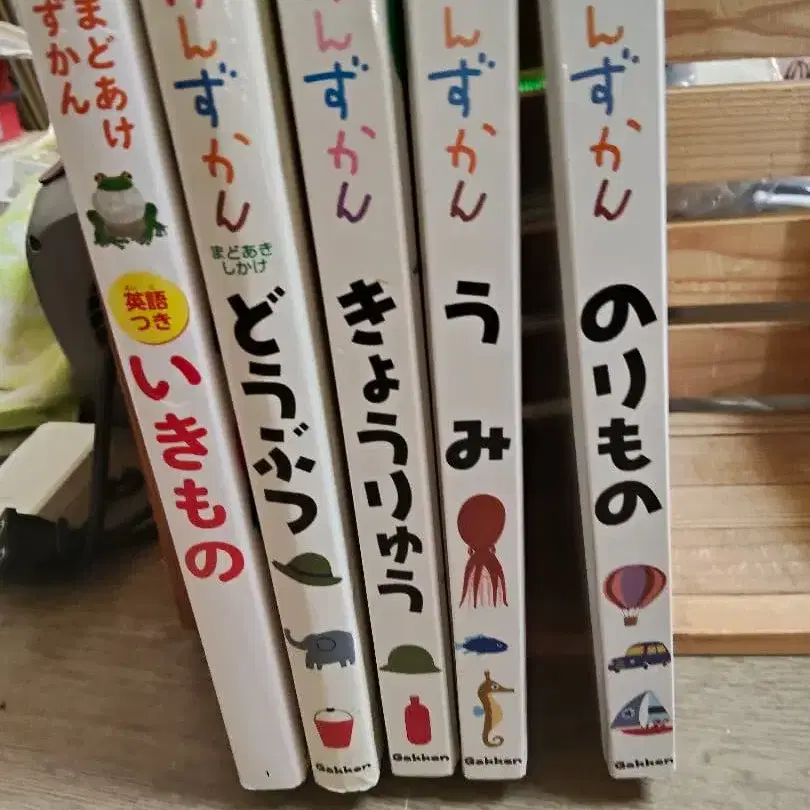 まどあけ
ずかん
英語
つき
いきもの
んずかん
まどあき
しかけ
どうぶつ
Gakken
んずかん
きょうりゅう
Gakken
んずかん
うみ
Gakken
んずかん
のりもの
Gakken
1